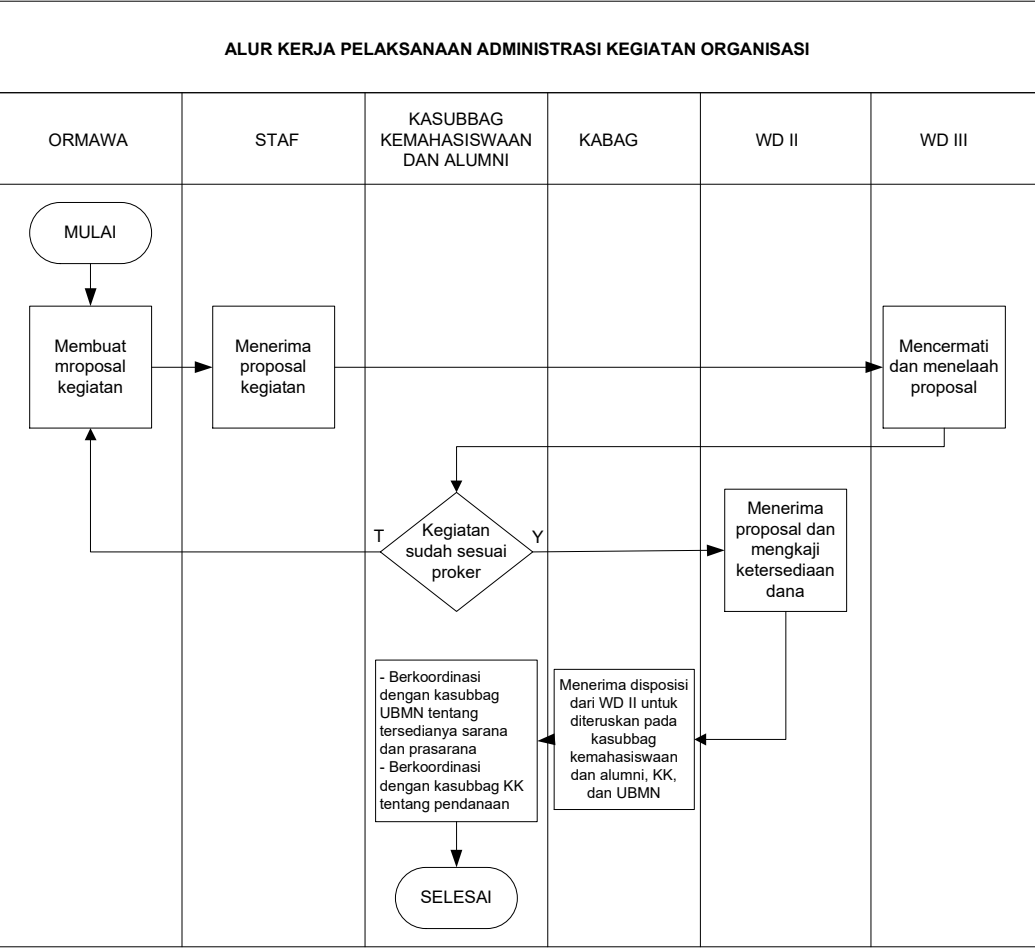 ALUR KERJA PELAKSANAAN ADMINISTRASI KEGIATAN ORGANISASI
ORMAWA
STAF
KASUBBAG
KEMAHASISWAAN
DAN ALUMNI
KABAG
WD II
WD III
MULAI
Membuat
mroposal
kegiatan
Menerima
proposal
kegiatan
Mencermati
dan menelaah
proposal
T
Kegiatan
sudah sesuai
proker
Y
Menerima
proposal dan
mengkaji
ketersediaan
dana
Menerima disposisi
dari WD II untuk
diteruskan pada
kasubbag
kemahasiswaan
dan alumni, KK,
dan UBMN
- Berkoordinasi
dengan kasubbag
UBMN tentang
tersedianya sarana
dan prasarana
- Berkoordinasi
dengan kasubbag KK
tentang pendanaan
SELESAI